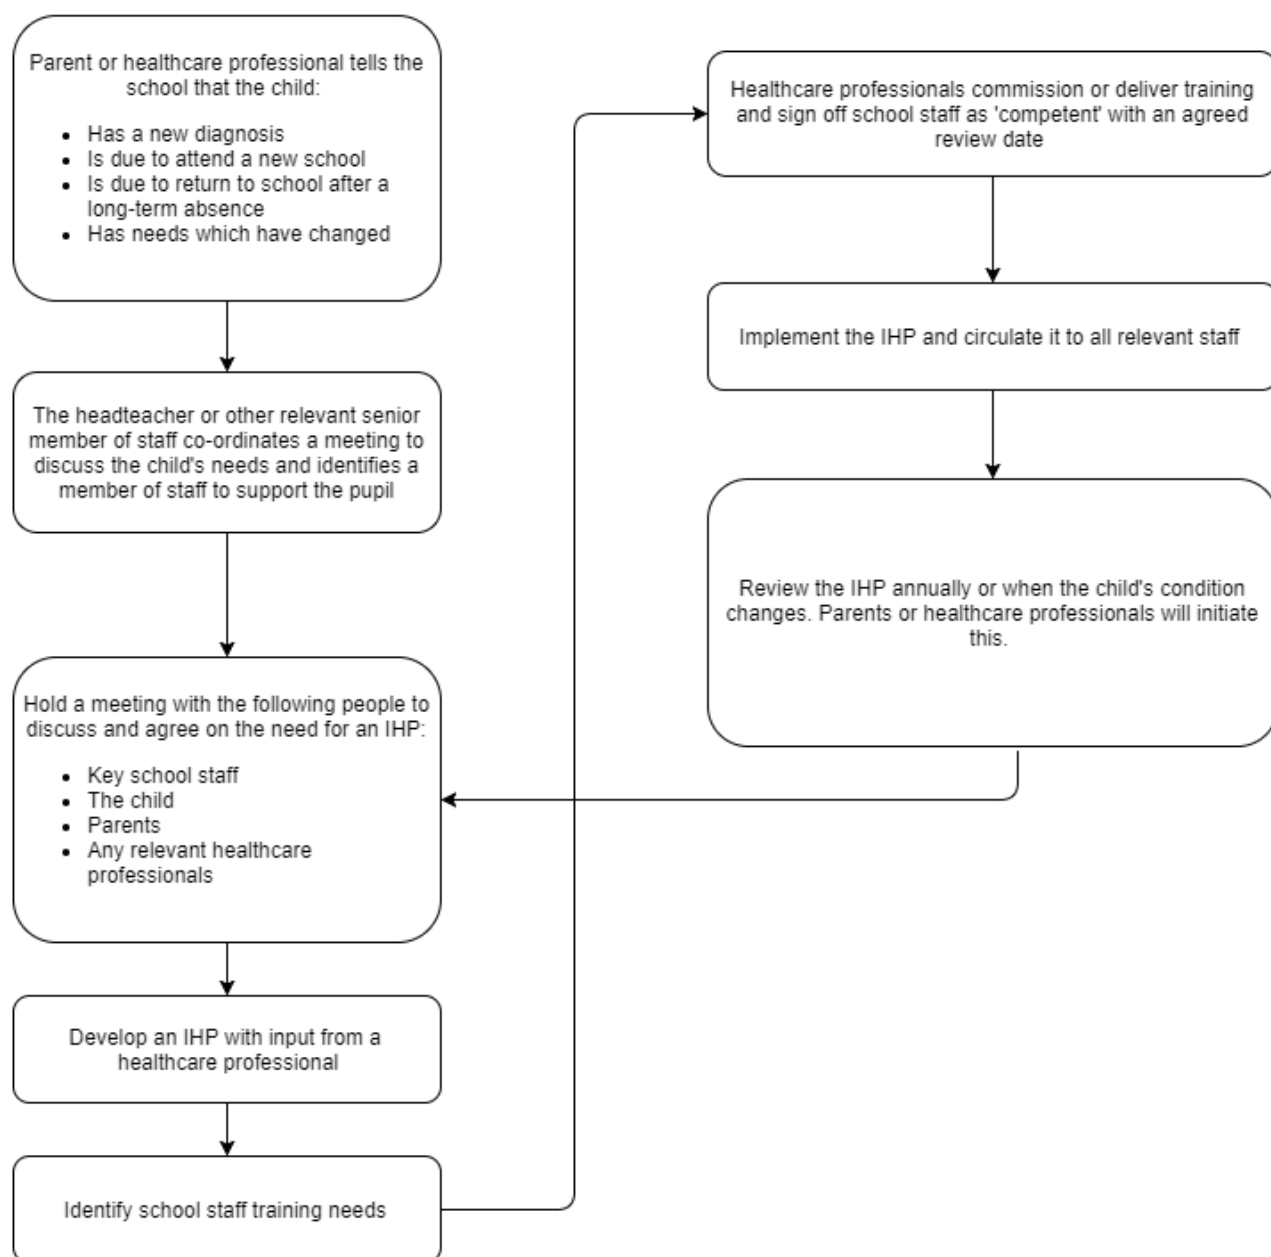 Parent or healthcare professional tells the
school that the child:
• Has a new diagnosis
• Is due to attend a new school
• Is due to return to school after a
long-term absence
• Has needs which have changed
The headteacher or other relevant senior
member of staff co-ordinates a meeting to
discuss the child's needs and identifies a
member of staff to support the pupil
Hold a meeting with the following people to
discuss and agree on the need for an IHP:
• Key school staff
• The child
• Parents
• Any relevant healthcare
professionals
Develop an IHP with input from a
healthcare professional
Identify school staff training needs
Healthcare professionals commission or deliver training
and sign off school staff as 'competent' with an agreed
review date
Implement the IHP and circulate it to all relevant staff
Review the IHP annually or when the child's condition
changes. Parents or healthcare professionals will initiate
this.